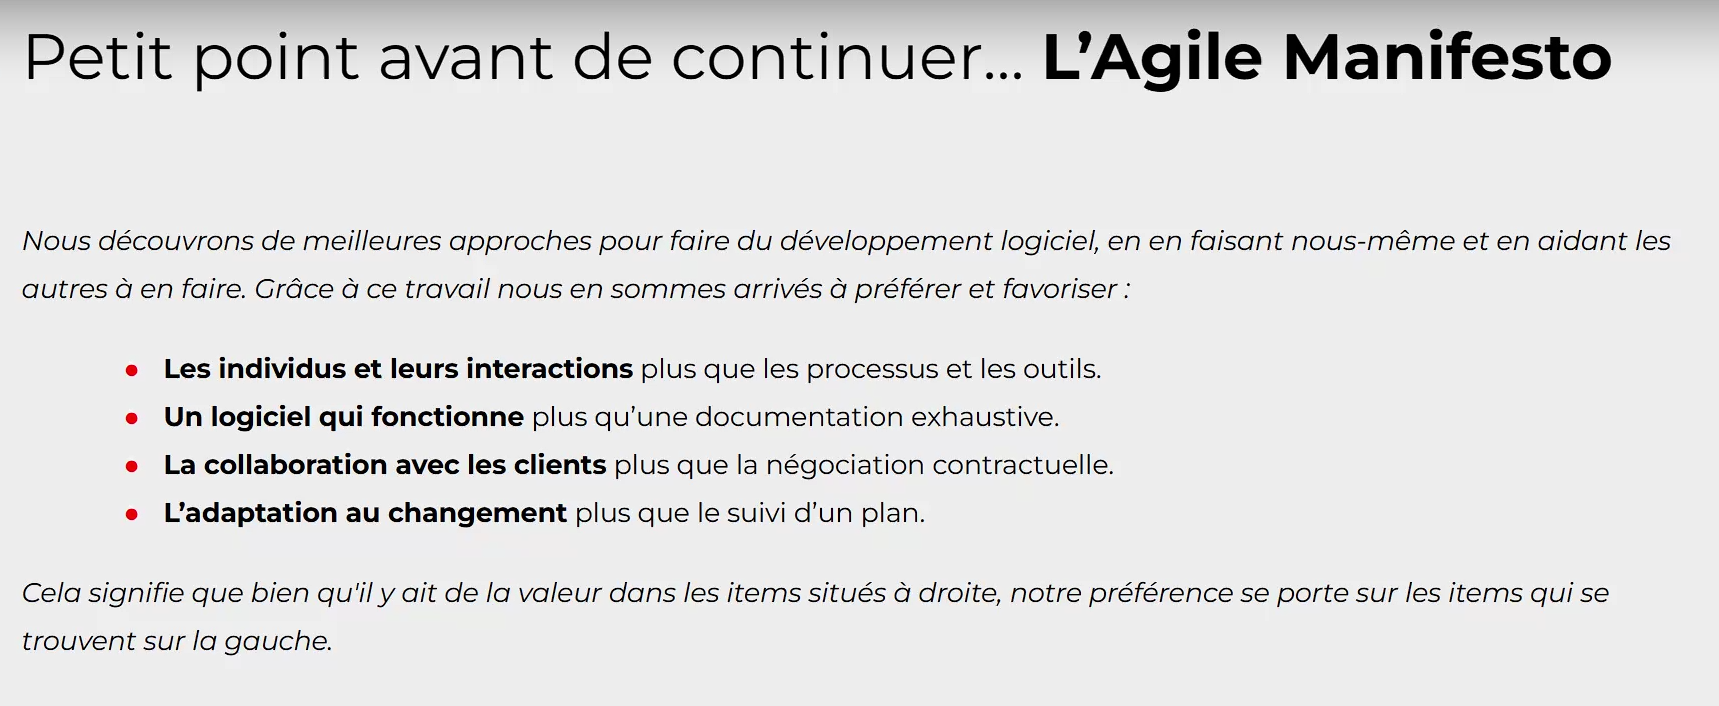 Petit point avant de continuer... L’Agile Manifesto
Nous découvrons de meilleures approches pour faire du développement logiciel, en en faisant nous-même et en aidant les
autres à en faire. Grâce à ce travail nous en sommes arrivés à préférer et favoriser :
● Les individus et leurs interactions plus que les processus et les outils.
● Un logiciel qui fonctionne plus qu’une documentation exhaustive.
● La collaboration avec les clients plus que la négociation contractuelle.
● L’adaptation au changement plus que le suivi d’un plan.
Cela signifie que bien qu'il y ait de la valeur dans les items situés à droite, notre préférence se porte sur les items qui se
trouvent sur la gauche.